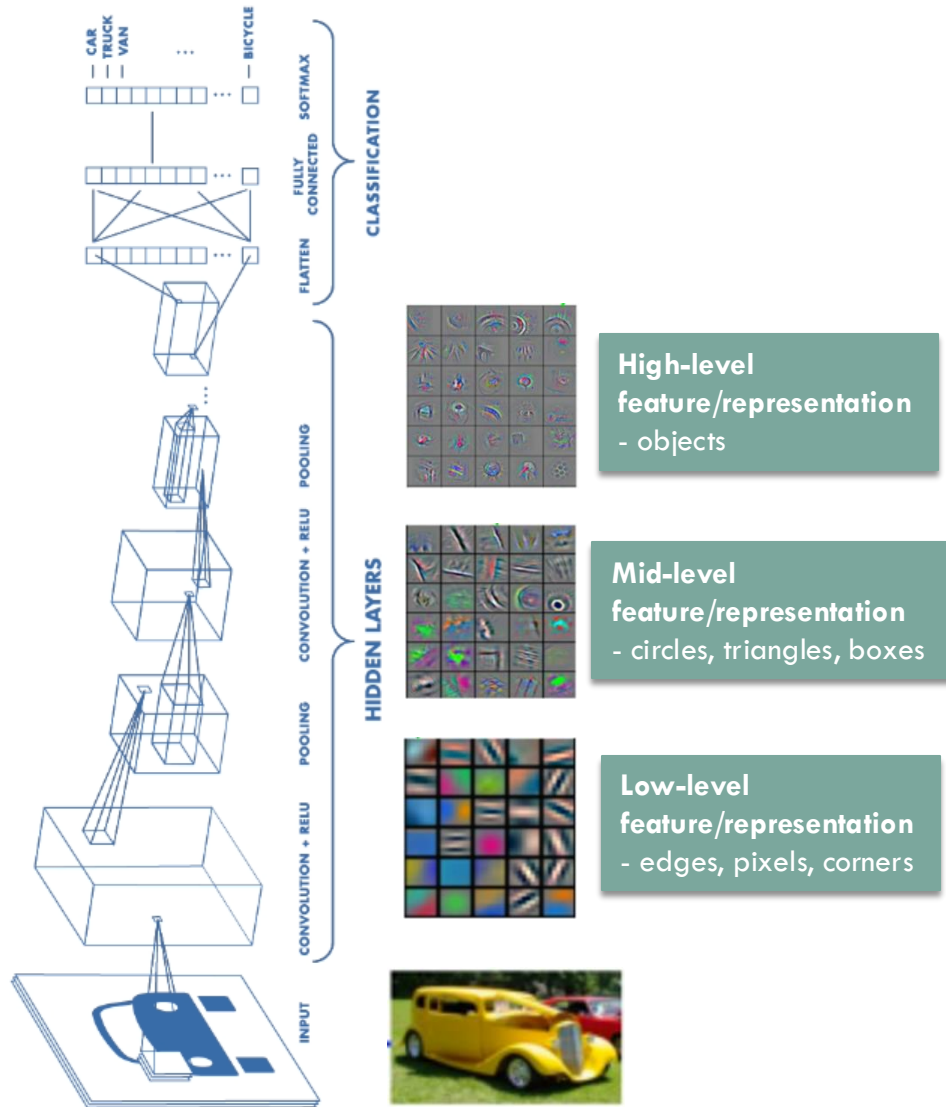 CAR
TRUCK
VAN
...
BICYCLE
...
SOFTMAX
...
FULLY
CONNECTED
...
FLATTEN
CLASSIFICATION
...
POOLING
CONVOLUTION + RELU
POOLING
CONVOLUTION + RELU
HIDDEN LAYERS
INPUT
High-level
feature/representation
- objects
Mid-level
feature/representation
- circles, triangles, boxes
Low-level
feature/representation
- edges, pixels, corners